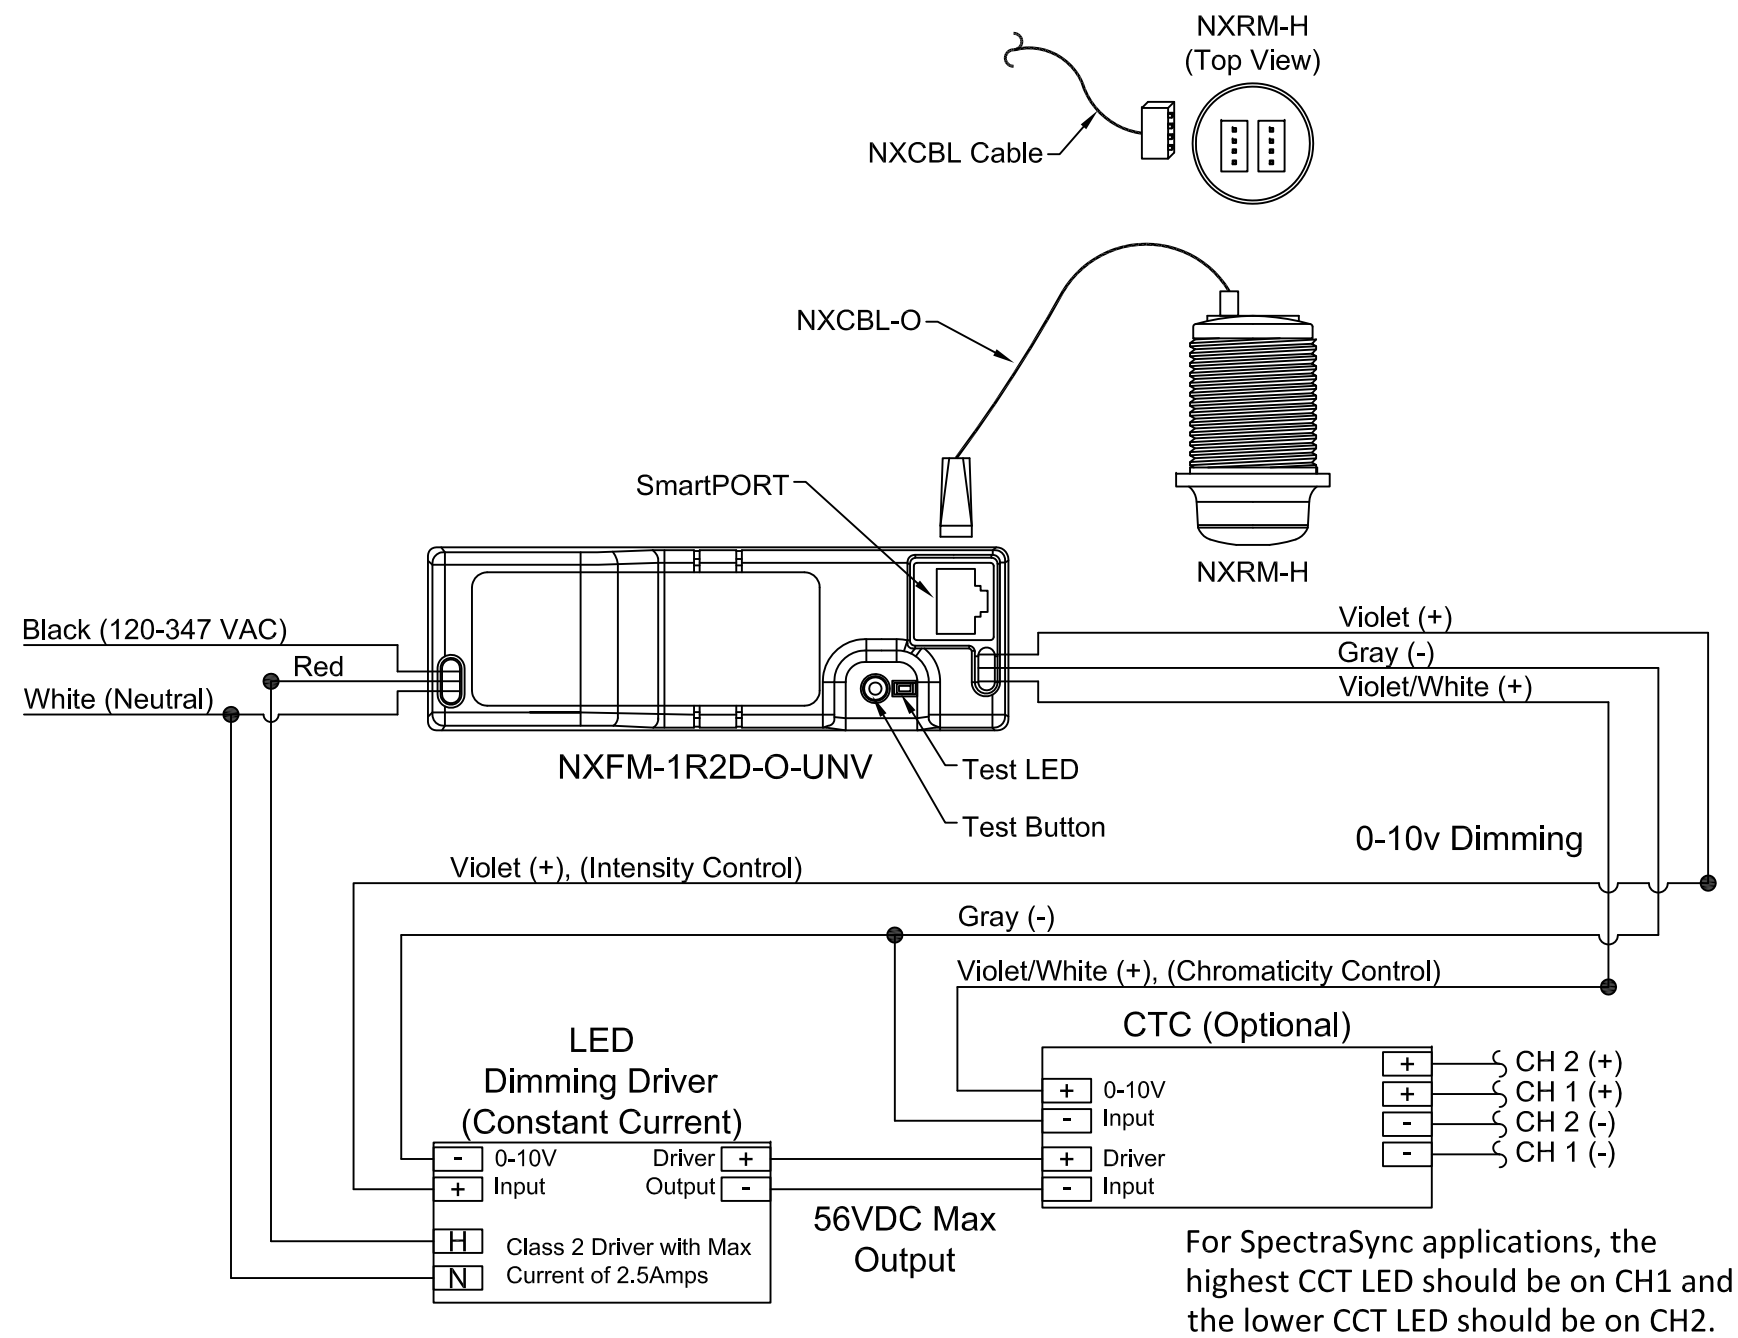 NXRM-H
(Top View)
NXCBL Cable
NXCBL-O
SmartPORT
NXRM-H
Black (120-347 VAC)
Red
White (Neutral)
Violet (+)
Gray (-)
Violet/White (+)
NXFM-1R2D-O-UNV
Test LED
Test Button
0-10v Dimming
Violet (+), (Intensity Control)
Gray (-)
Violet/White (+), (Chromaticity Control)
LED
Dimming Driver
(Constant Current)
- 0-10V
+ Input
Driver +
Output -
H
N
Class 2 Driver with Max
Current of 2.5Amps
56VDC Max
Output
CTC (Optional)
+ 0-10V
- Input
+ Driver
- Input
+ CH 2 (+)
+ CH 1 (+)
- CH 2 (-)
- CH 1 (-)
For SpectraSync applications, the
highest CCT LED should be on CH1 and
the lower CCT LED should be on CH2.